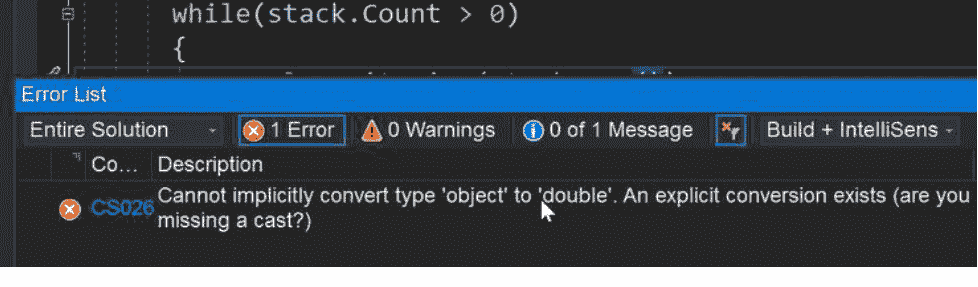 while(stack.Count > 0)
{
Error List
Entire Solution 1 Error 0 Warnings 0 of 1 Message Build + IntelliSens
Co... Description
CS026 Cannot implicitly convert type 'object' to 'double'. An explicit conversion exists (are you
missing a cast?)